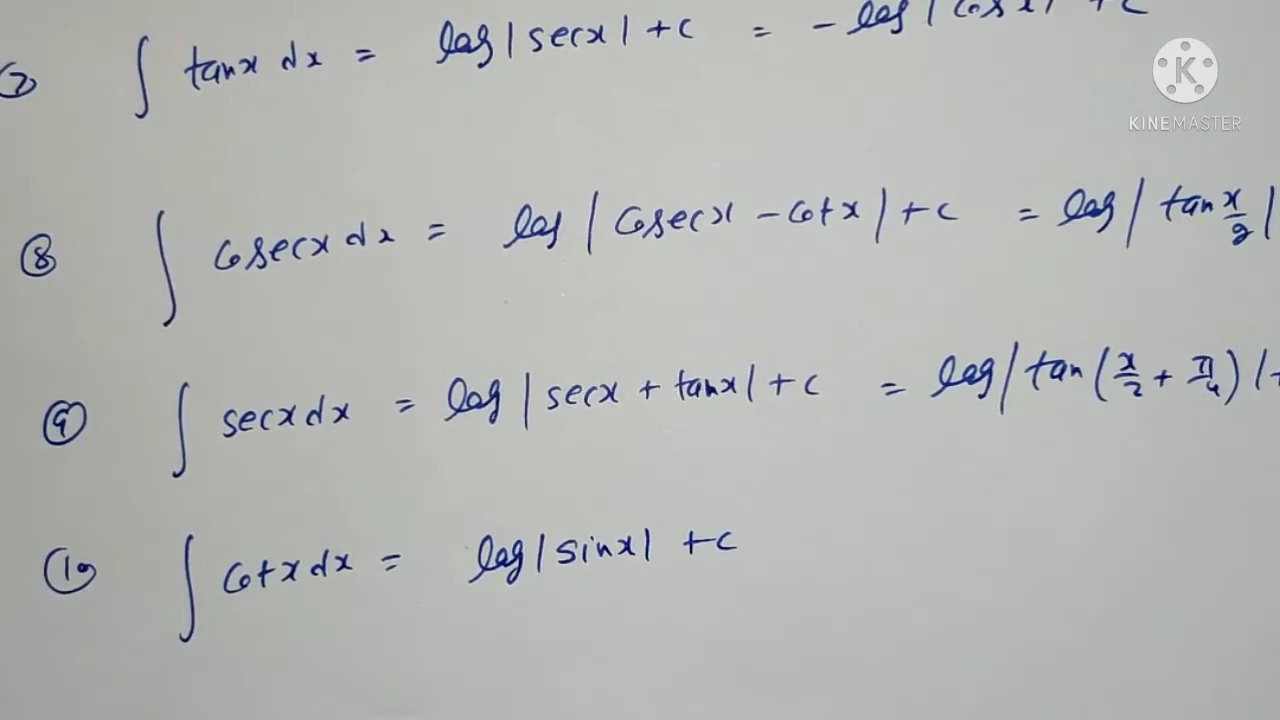 7 ∫ tanx dx = log|secx| + c = -log|cosx| + c
KINEMASTER
8 ∫ cosecx dx = log|cosecx - cotx| + c = log|tan x/2|
9 ∫ secx dx = log|secx + tanx| + c = log|tan(x/2 + π/4)|+
10 ∫ cotx dx = log|sinx| + c